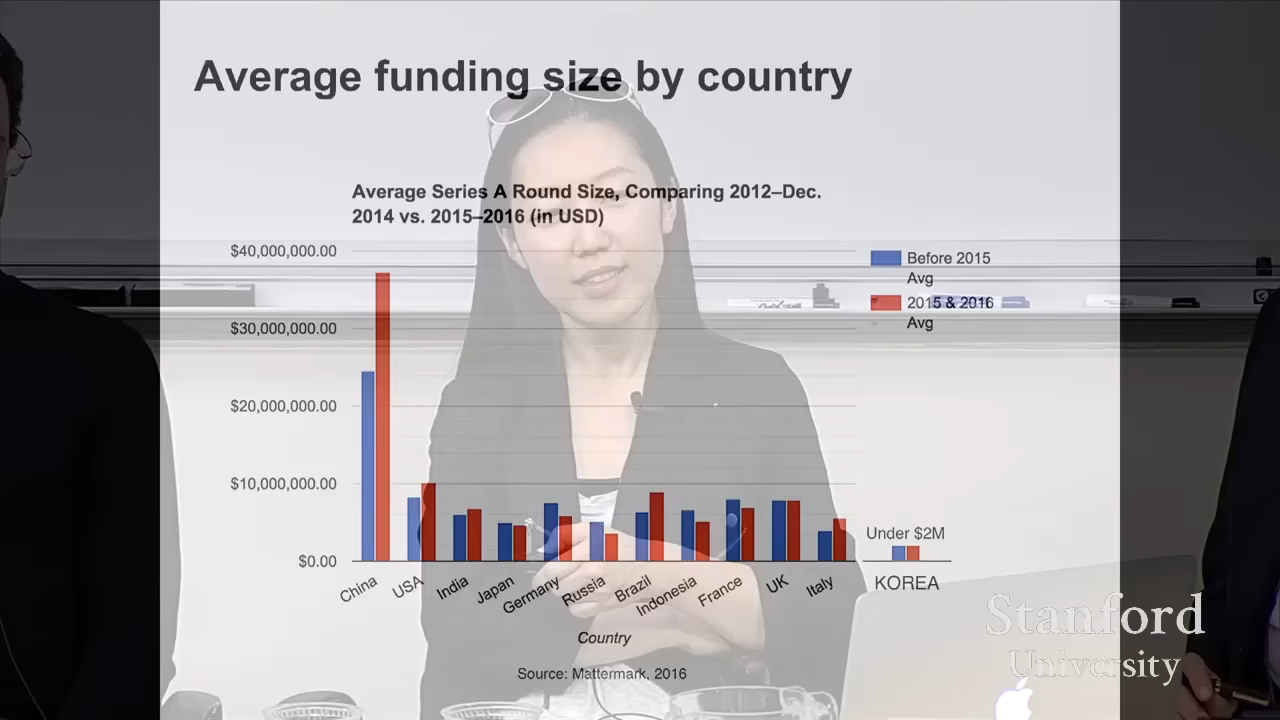 Average funding size by country
Average Series A Round Size, Comparing 2012–Dec.
2014 vs. 2015–2016 (in USD)
$40,000,000.00
$30,000,000.00
$20,000,000.00
$10,000,000.00
$0.00
Before 2015
Avg
2015 & 2016
Avg
Under $2M
China
USA
India
Japan
Germany
Russia
Brazil
Indonesia
France
UK
Italy
KOREA
Country
Source: Mattermark, 2016
Stanford
University